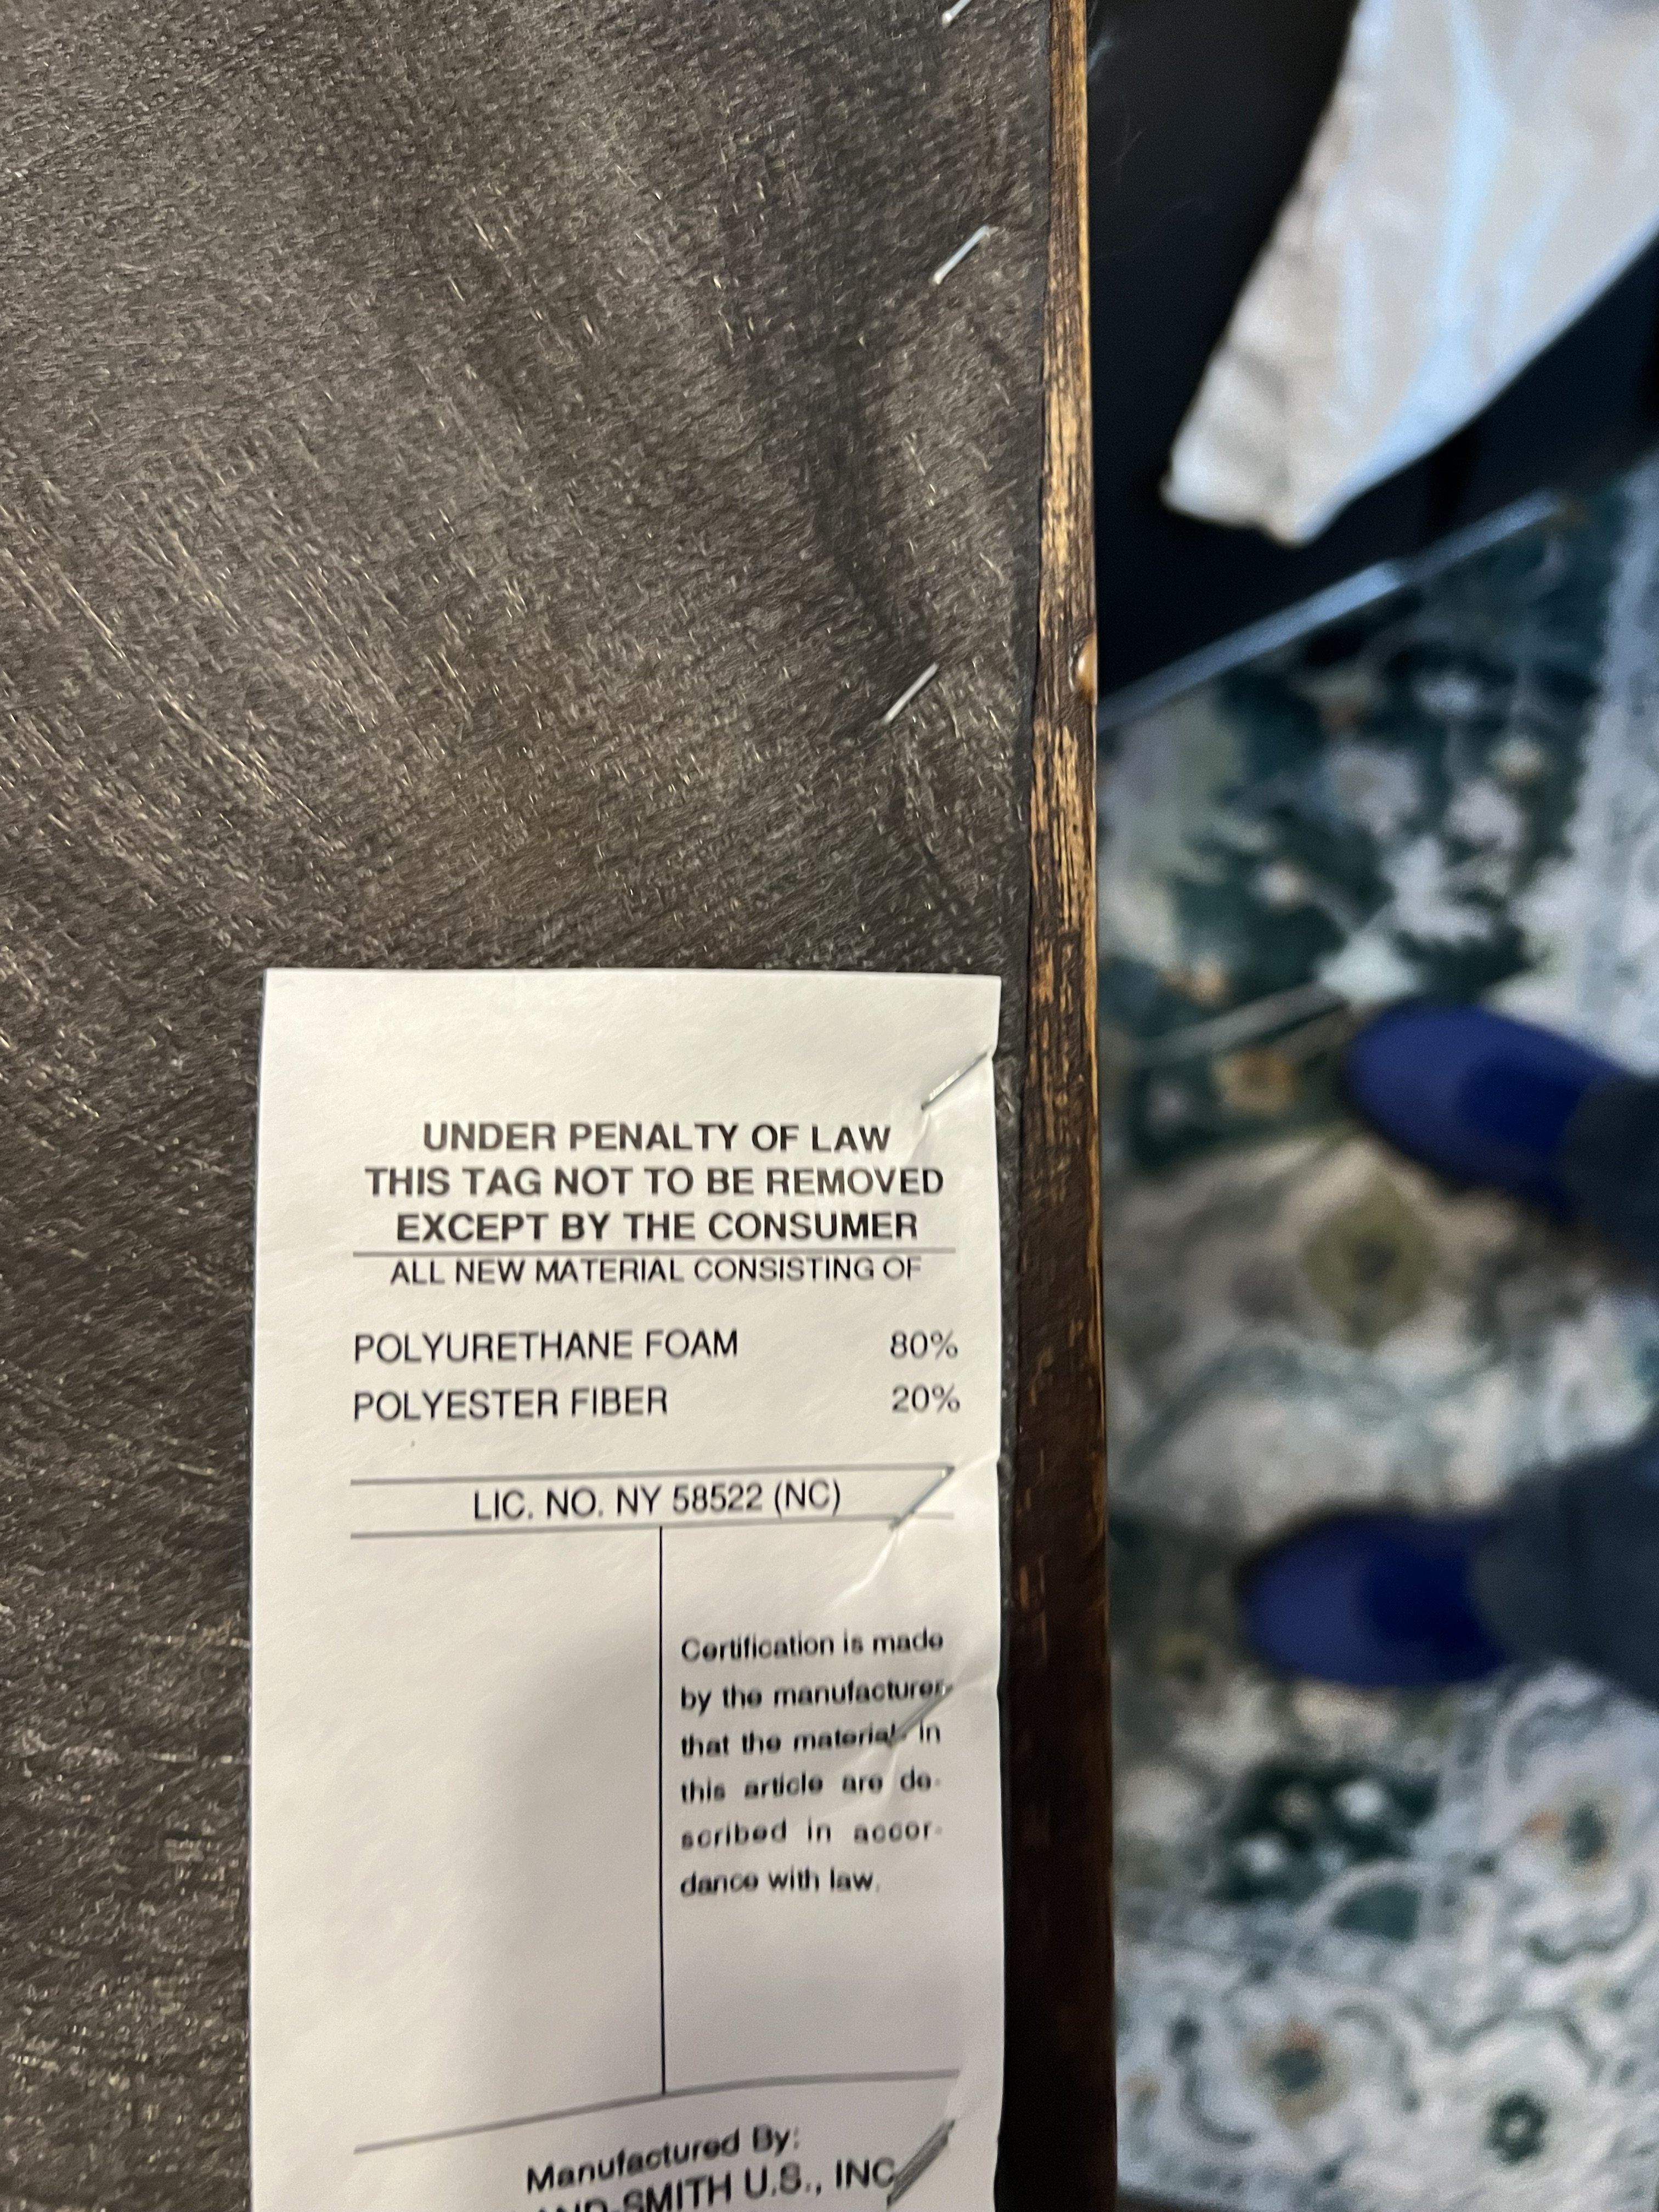 UNDER PENALTY OF LAW
THIS TAG NOT TO BE REMOVED
EXCEPT BY THE CONSUMER
ALL NEW MATERIAL CONSISTING OF
POLYURETHANE FOAM 80%
POLYESTER FIBER 20%
LIC. NO. NY 58522 (NC)
Certification is made
by the manufacturer
that the materials in
this article are de-
scribed in accor-
dance with law.
Manufactured By:
U.S., INC